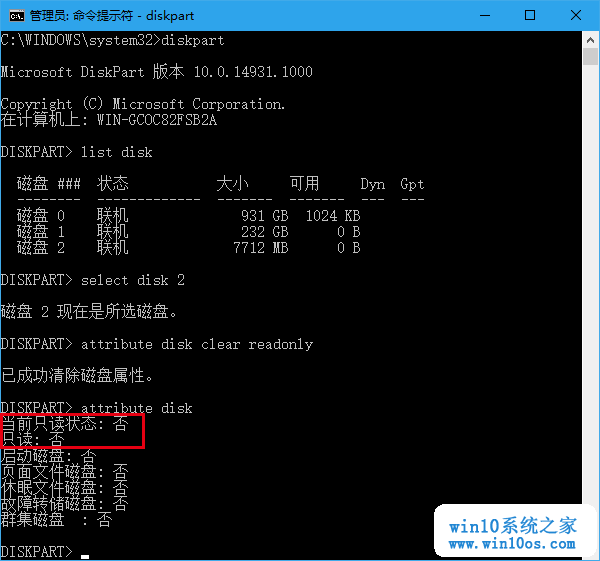 管理员: 命令提示符 - diskpart
C:\WINDOWS\system32>diskpart
Microsoft DiskPart 版本 10.0.14931.1000
Copyright (C) Microsoft Corporation.
在计算机上: WIN-GCOC82FSB2A
DISKPART> list disk
磁盘 ### 状态 大小 可用 Dyn Gpt
-------- ------------- ------- ------- --- ---
磁盘 0 联机 931 GB 1024 KB
磁盘 1 联机 232 GB 0 B
磁盘 2 联机 7712 MB 0 B
DISKPART> select disk 2
磁盘 2 现在是所选磁盘。
DISKPART> attribute disk clear readonly
已成功清除磁盘属性。
DISKPART> attribute disk
当前只读状态: 否
只读: 否
启动磁盘: 否
页面文件磁盘: 否
休眠文件磁盘: 否
故障转储磁盘: 否
群集磁盘 : 否
DISKPART>
win10系统之家
www.win10os.com